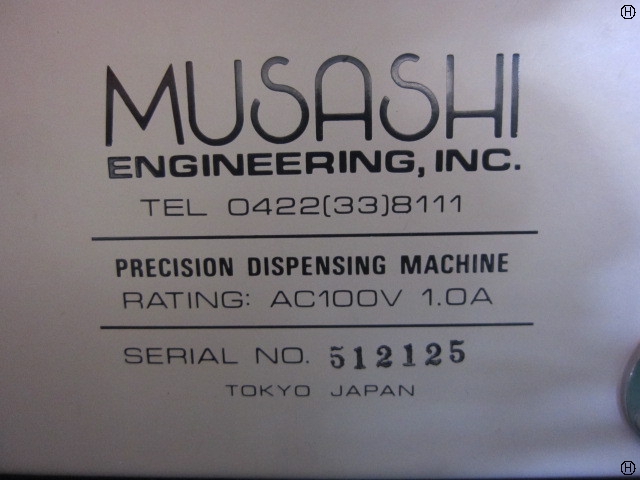 MUSASHI
ENGINEERING, INC.
TEL 0422(33)8111
PRECISION DISPENSING MACHINE
RATING: AC100V 1.0A
SERIAL NO. 512125
TOKYO JAPAN
H
H